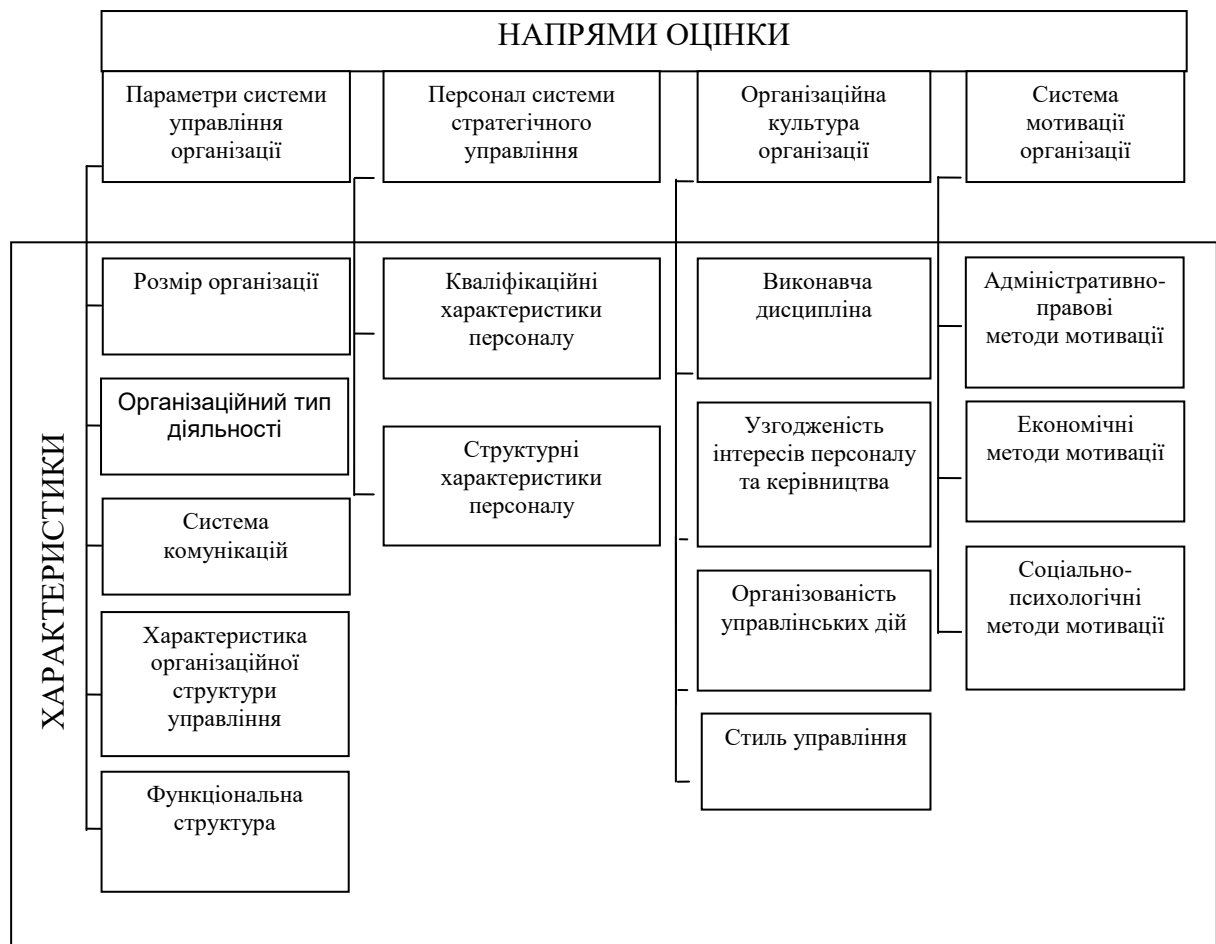 НАПРЯМИ ОЦІНКИ
Параметри системи
управління
організації
Персонал системи
стратегічного
управління
Організаційна
культура
організації
Система
мотивації
організації
ХАРАКТЕРИСТИКИ
Розмір організації
Організаційний тип
діяльності
Система
комунікацій
Характеристика
організаційної
структури
управління
Функціональна
структура
Кваліфікаційні
характеристики
персоналу
Структурні
характеристики
персоналу
Виконавча
дисципліна
Узгодженість
інтересів персоналу
та керівництва
Організованість
управлінських дій
Стиль управління
Адміністративно-
правові
методи мотивації
Економічні
методи мотивації
Соціально-
психологічні
методи мотивації